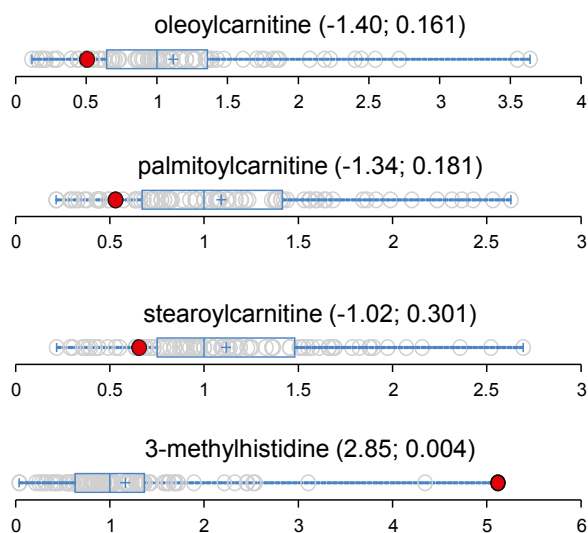 oleoylcarnitine (-1.40; 0.161)
0 0.5 1 1.5 2 2.5 3 3.5 4
palmitoylcarnitine (-1.34; 0.181)
0 0.5 1 1.5 2 2.5 3
stearoylcarnitine (-1.02; 0.301)
0 0.5 1 1.5 2 2.5 3
3-methylhistidine (2.85; 0.004)
0 1 2 3 4 5 6